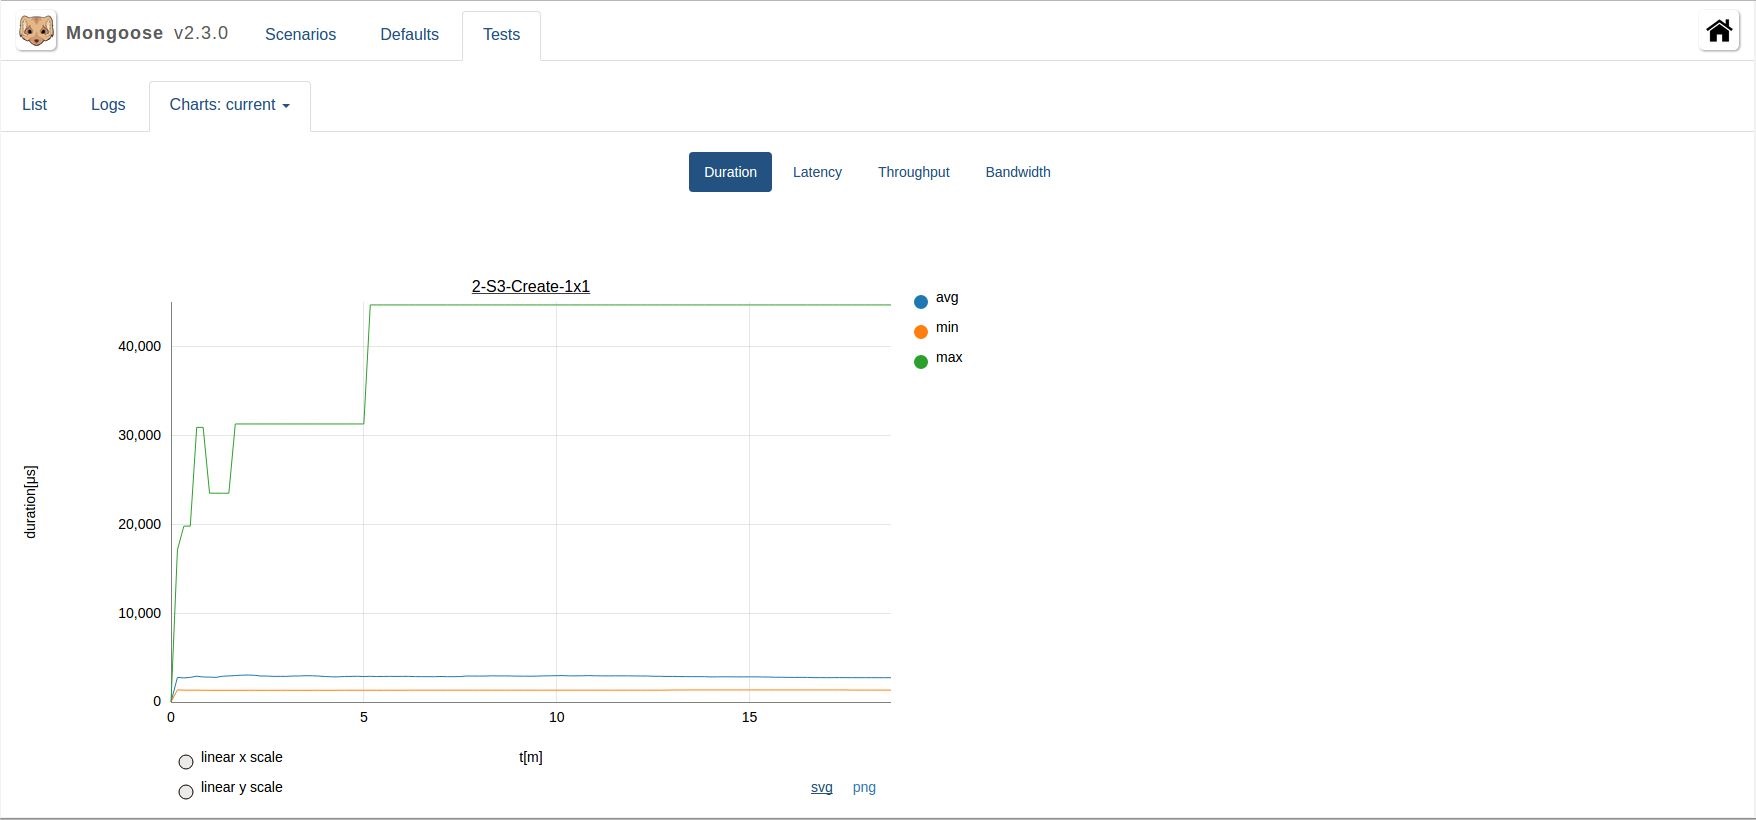 Mongoose v2.3.0 Scenarios Defaults Tests
List Logs Charts: current
Duration Latency Throughput Bandwidth
2-S3-Create-1x1
avg
min
max
40,000
30,000
20,000
10,000
0
duration[μs]
0 5 10 15
t[m]
linear x scale
linear y scale
svg png